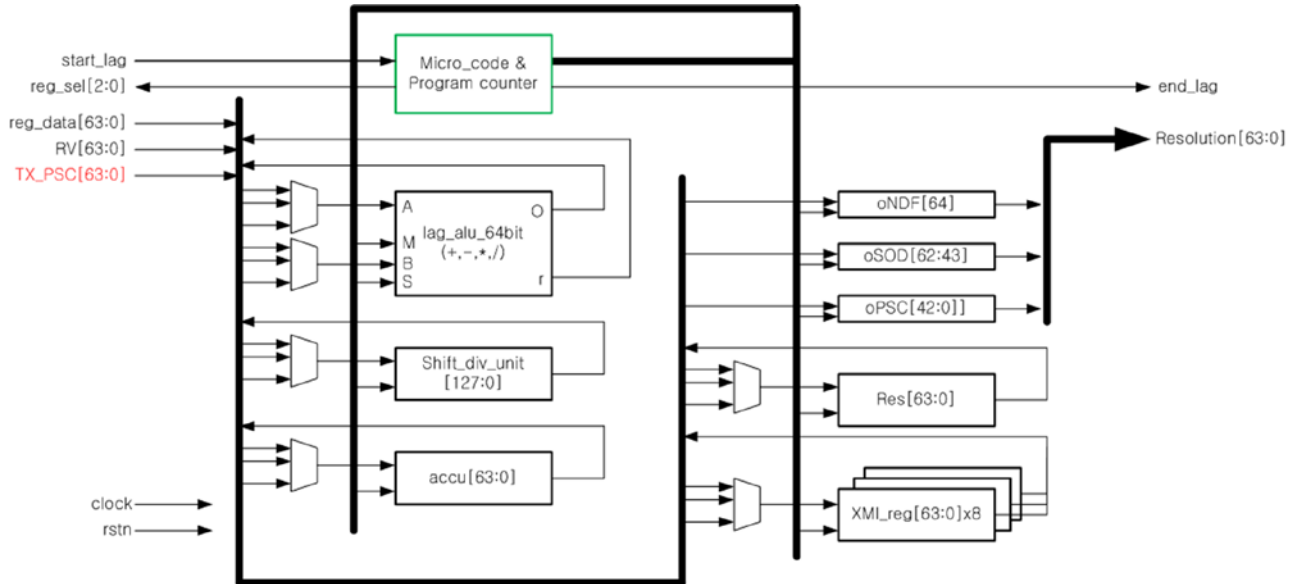 start_lag
reg_sel[2:0]
reg_data[63:0]
RV[63:0]
TX_PSC[63:0]
Micro_code &
Program counter
end_lag
Resolution[63:0]
A
M
B
S
O
r
lag_alu_64bit
(+,-,*,/)
Shift_div_unit
[127:0]
accu[63:0]
clock
rstn
oNDF[64]
oSOD[62:43]
oPSC[42:0]]
Res[63:0]
XMI_reg[63:0]x8